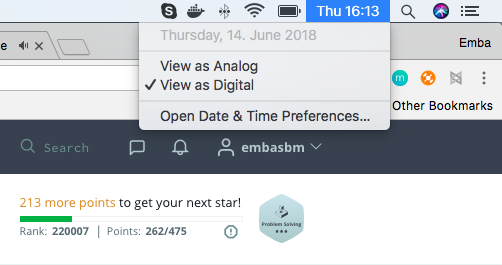 Thu 16:13
Thursday, 14. June 2018
e
Emba
View as Analog
✓ View as Digital
Other Bookmarks
Open Date & Time Preferences...
Search
embasbm
213 more points to get your next star!
Rank: 220007 | Points: 262/475
Problem Solving